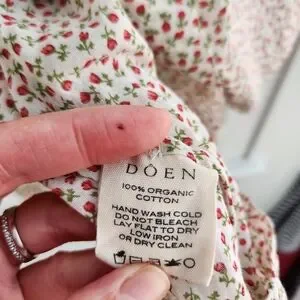 DÔEN
100% ORGANIC
COTTON
HAND WASH COLD
DO NOT BLEACH
LAY FLAT TO DRY
LOW IRON
OR DRY CLEAN